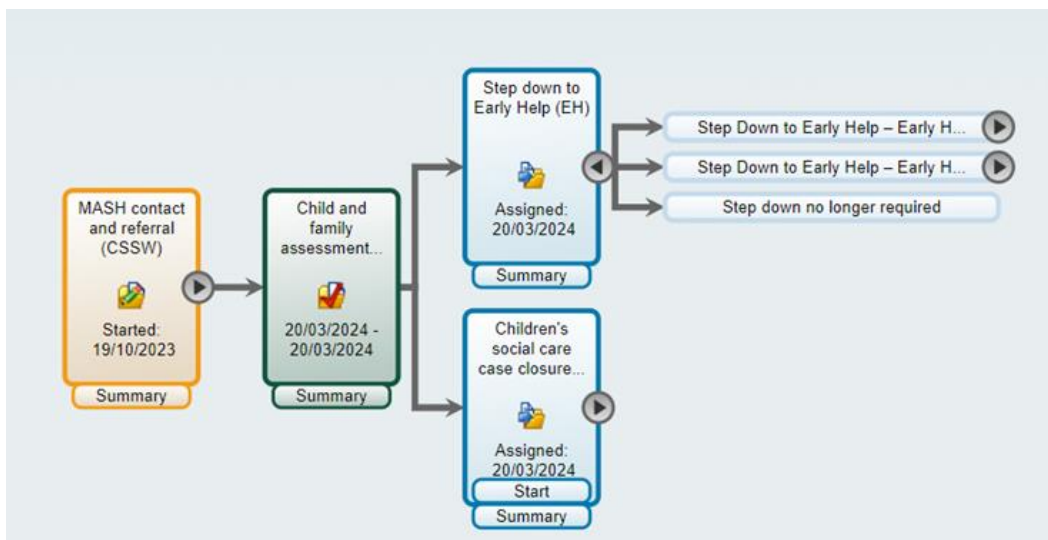 MASH contact
and referral
(CSSW)
Started:
19/10/2023
Summary
Child and
family
assessment...
20/03/2024 -
20/03/2024
Summary
Step down to
Early Help (EH)
Assigned:
20/03/2024
Summary
Step Down to Early Help – Early H...
Step Down to Early Help – Early H...
Step down no longer required
Children's
social care
case closure...
Assigned:
20/03/2024
Start
Summary